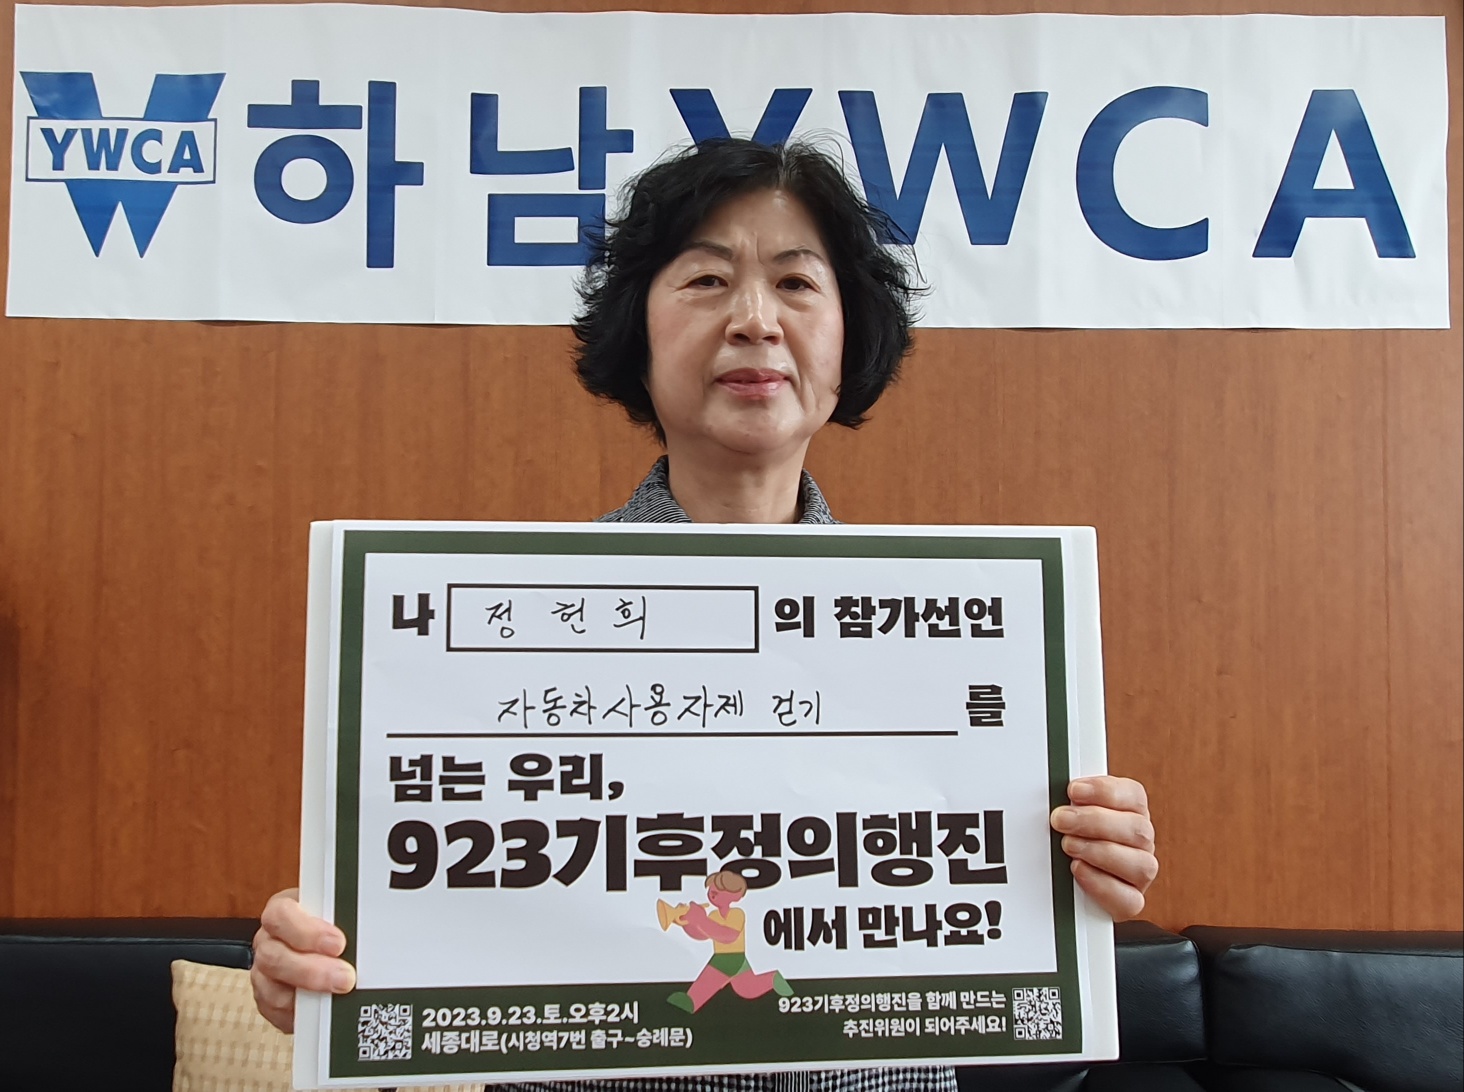 YWCA
하남YWCA
나 정현희 의 참가선언
자동차사용자제 걷기 를
넘는 우리,
923기후정의행진
에서 만나요!
2023.9.23.토.오후2시
세종대로(시청역7번 출구~숭례문)
923기후정의행진을 함께 만드는
추진위원이 되어주세요!